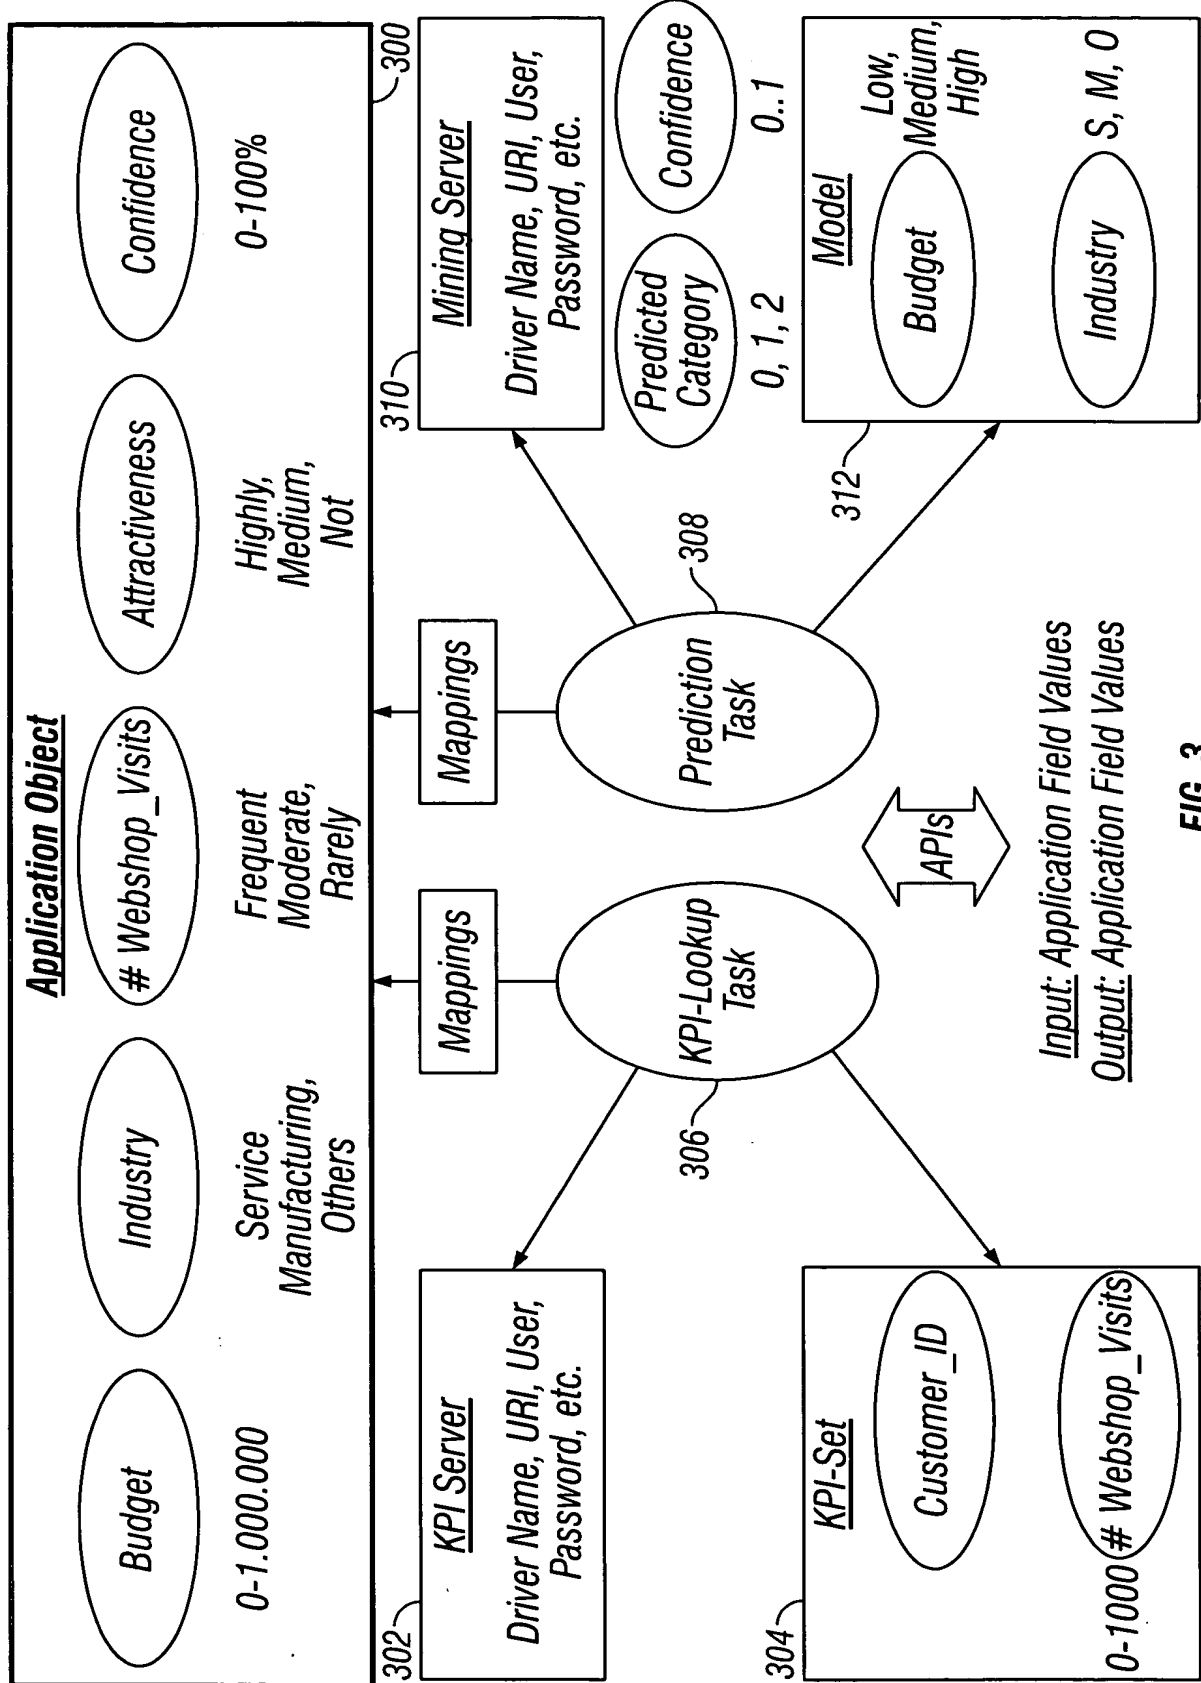 Application Object
Budget
0-1.000.000
Industry
Service
Manufacturing,
Others
# Webshop_Visits
Frequent
Moderate,
Rarely
Attractiveness
Highly,
Medium,
Not
Confidence
0-100%
300
302
KPI Server
Driver Name, URI, User,
Password, etc.
Mappings
Mappings
310
Mining Server
Driver Name, URI, User,
Password, etc.
KPI-Lookup
Task
306
Prediction
Task
308
Predicted
Category
0, 1, 2
Confidence
0..1
304
KPI-Set
Customer_ID
0-1000 # Webshop_Visits
APIs
Input: Application Field Values
Output: Application Field Values
312
Model
Budget
Low,
Medium,
High
Industry
S, M, O
FIG. 3